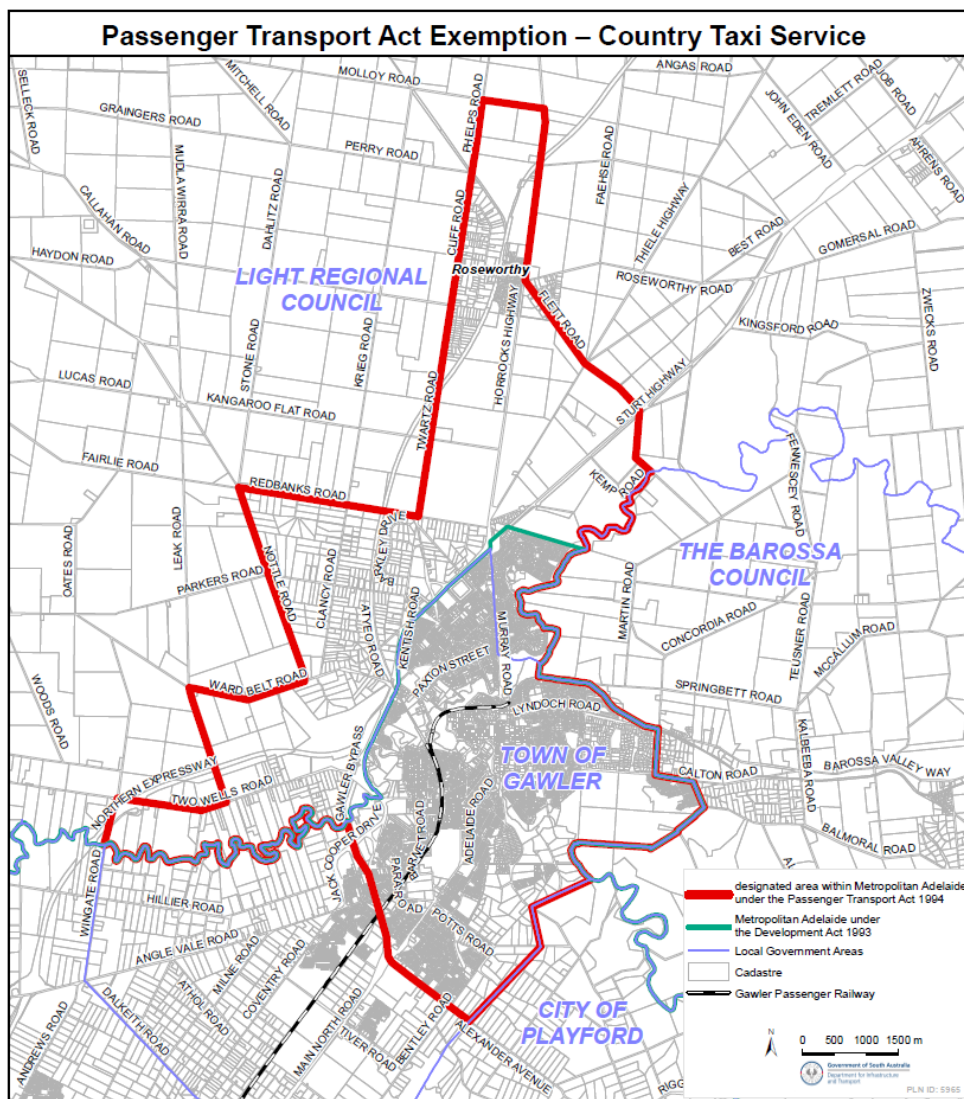 Passenger Transport Act Exemption – Country Taxi Service
MOLLOY ROAD
ANGAS ROAD
SELLECK ROAD
MITCHELL ROAD
PHELPS ROAD
TREMLETT ROAD
JOB ROAD
JOHN EDEN ROAD
GRAINGERS ROAD
PERRY ROAD
MUDLA WIRRA ROAD
FAEHSE ROAD
AHRENS ROAD
CALLAHAN ROAD
DAHLITZ ROAD
CLIFF ROAD
THIELE HIGHWAY
BEST ROAD
GOMERSAL ROAD
HAYDON ROAD
LIGHT REGIONAL
COUNCIL
Roseworthy
ROSEWORTHY ROAD
FLETT ROAD
ZWECKS ROAD
KINGSFORD ROAD
STONE ROAD
KRIEG ROAD
HORROCKS HIGHWAY
LUCAS ROAD
KANGAROO FLAT ROAD
TWARTZ ROAD
STURT HIGHWAY
FAIRLIE ROAD
REDBANKS ROAD
KEMP ROAD
FENNESCEY ROAD
OATES ROAD
LEAK ROAD
NOTTLE ROAD
PARKERS ROAD
CLANCY ROAD
ATYEO ROAD
KENTISH ROAD
THE BAROSSA
COUNCIL
MARTIN ROAD
CONCORDIA ROAD
TEUSNER ROAD
MCCALLUM ROAD
MURRAY ROAD
PAXTON STREET
WOODS ROAD
WARD BELT ROAD
SPRINGBETT ROAD
LYNDOCH ROAD
KALBEEBA ROAD
TOWN OF
GAWLER
CALTON ROAD
BAROSSA VALLEY WAY
NORTHERN EXPRESSWAY
TWO WELLS ROAD
GAWLER BYPASS
BALMORAL ROAD
JACK COOPER DRIVE
ADELAIDE ROAD
WINGATE ROAD
HILLIER ROAD
PARA ROAD
POTTS ROAD
ANGLE VALE ROAD
MILNE ROAD
COVENTRY ROAD
ATHOL ROAD
DALKEITH ROAD
MAIN NORTH ROAD
TIVER ROAD
BENTLEY ROAD
ALEXANDER AVENUE
ANDREWS ROAD
CITY OF
PLAYFORD
designated area within Metropolitan Adelaide
under the Passenger Transport Act 1994
Metropolitan Adelaide under
the Development Act 1993
Local Government Areas
Cadastre
Gawler Passenger Railway
N
0 500 1000 1500 m
Government of South Australia
Department for Infrastructure
and Transport
PLN ID: 5965